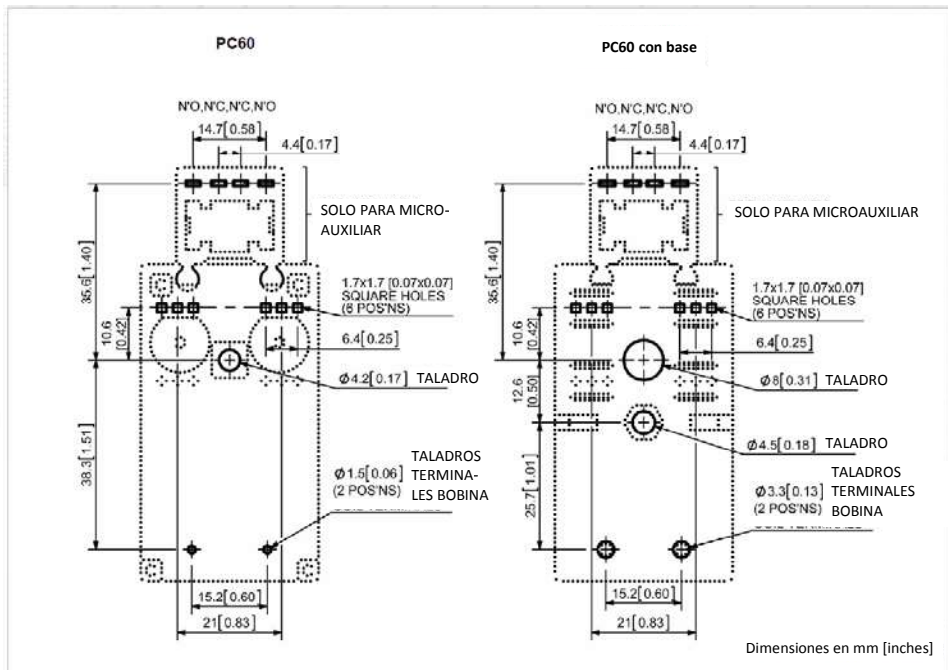 PC60
N'O,N'C,N'C,N'O
14.7[0.58]
4.4[0.17]
SOLO PARA MICRO-
AUXILIAR
35.6[1.40]
1.7x1.7 [0.07x0.07]
SQUARE HOLES
(6 POS'NS)
10.6
[0.42]
6.4[0.25]
Ø4.2[0.17] TALADRO
38.3[1.51]
Ø1.5[0.06]
(2 POS'NS)
TALADROS
TERMINA-
LES BOBINA
15.2[0.60]
21[0.83]
PC60 con base
N'O,N'C,N'C,N'O
14.7[0.58]
4.4[0.17]
SOLO PARA MICROAUXILIAR
35.6[1.40]
1.7x1.7 [0.07x0.07]
SQUARE HOLES
(6 POS'NS)
10.6
[0.42]
6.4[0.25]
Ø8[0.31] TALADRO
12.6
[0.50]
Ø4.5[0.18] TALADRO
25.7[1.01]
Ø3.3[0.13]
(2 POS'NS)
TALADROS
TERMINALES
BOBINA
15.2[0.60]
21[0.83]
Dimensiones en mm [inches]